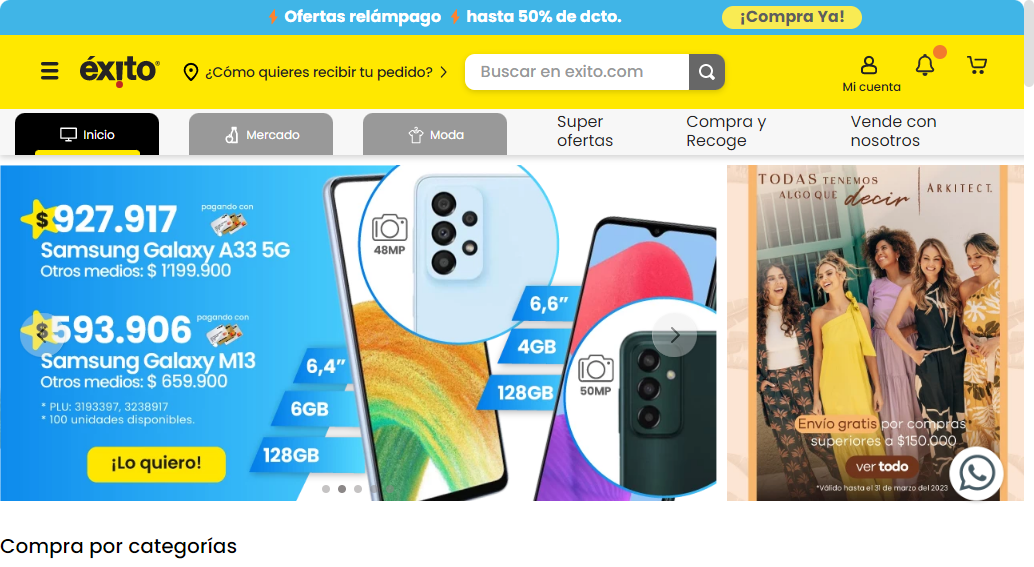 Ofertas relámpago hasta 50% de dcto.
¡Compra Ya!
éxito
¿Cómo quieres recibir tu pedido?
Buscar en exito.com
Mi cuenta
Inicio
Mercado
Moda
Super ofertas
Compra y Recoge
Vende con nosotros
$927.917
pagando con
Samsung Galaxy A33 5G
Otros medios: $ 1'199.900
$593.906
pagando con
Samsung Galaxy M13
Otros medios: $ 659.900
* PLU: 3193397, 3238917
* 100 unidades disponibles.
¡Lo quiero!
48MP
6,4”
6GB
128GB
6,6”
4GB
128GB
50MP
TODAS TENEMOS
ALGO QUE decir
ARKITECT.
Envío gratis por compras
superiores a $150.000
ver todo
*Válido hasta el 31 de marzo del 2023
Compra por categorías